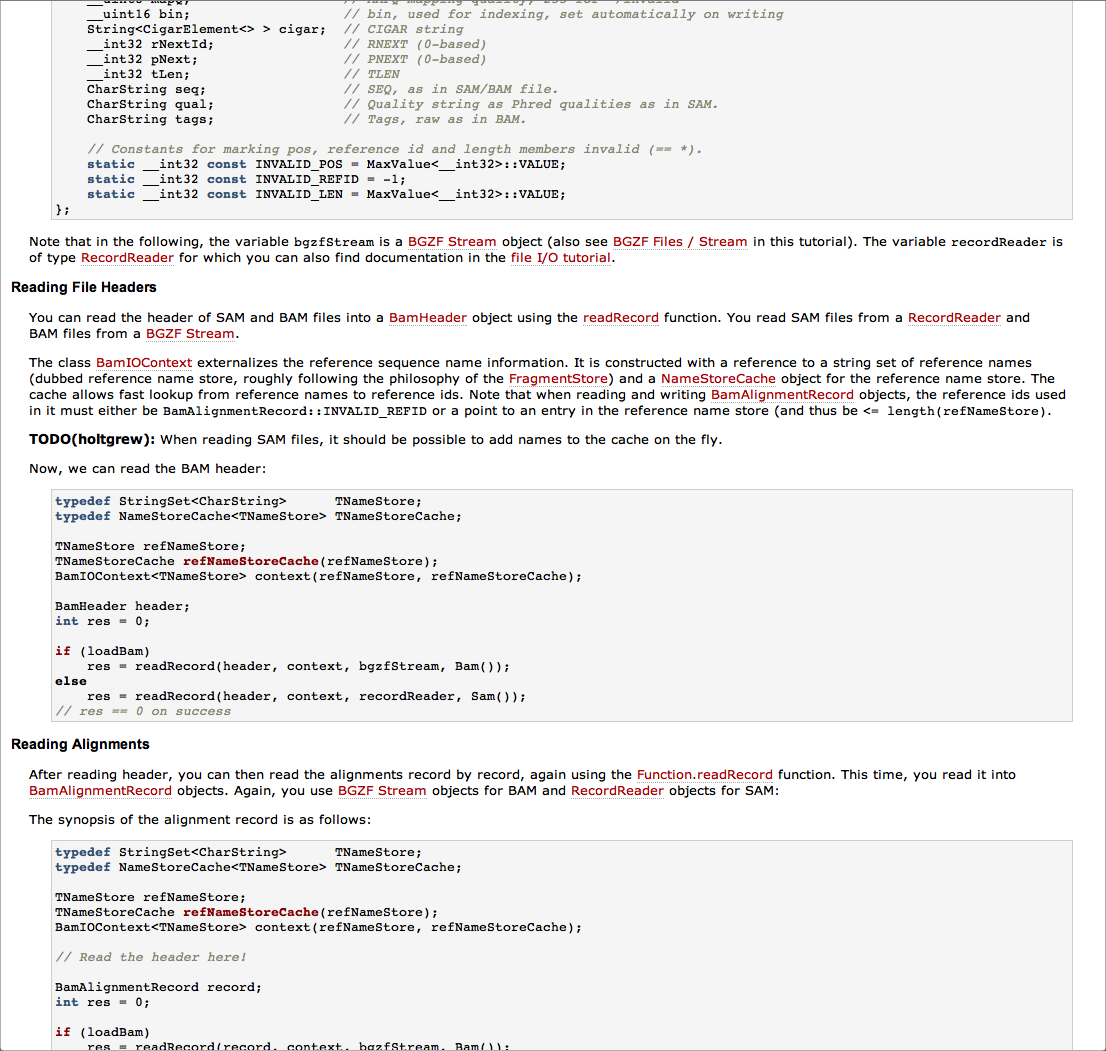 __uint16 bin; // bin, used for indexing, set automatically on writing
String<CigarElement<> > cigar; // CIGAR string
__int32 rNextId; // RNEXT (0-based)
__int32 pNext; // PNEXT (0-based)
__int32 tLen; // TLEN
CharString seq; // SEQ, as in SAM/BAM file.
CharString qual; // Quality string as Phred qualities as in SAM.
CharString tags; // Tags, raw as in BAM.
// Constants for marking pos, reference id and length members invalid (== *).
static __int32 const INVALID_POS = MaxValue<__int32>::VALUE;
static __int32 const INVALID_REFID = -1;
static __int32 const INVALID_LEN = MaxValue<__int32>::VALUE;
};
Note that in the following, the variable bgzfStream is a BGZF Stream object (also see BGZF Files / Stream in this tutorial). The variable recordReader is
of type RecordReader for which you can also find documentation in the file I/O tutorial.
Reading File Headers
You can read the header of SAM and BAM files into a BamHeader object using the readRecord function. You read SAM files from a RecordReader and
BAM files from a BGZF Stream.
The class BamIOContext externalizes the reference sequence name information. It is constructed with a reference to a string set of reference names
(dubbed reference name store, roughly following the philosophy of the FragmentStore) and a NameStoreCache object for the reference name store. The
cache allows fast lookup from reference names to reference ids. Note that when reading and writing BamAlignmentRecord objects, the reference ids used
in it must either be BamAlignmentRecord::INVALID_REFID or a point to an entry in the reference name store (and thus be <= length(refNameStore).
TODO(holtgrew): When reading SAM files, it should be possible to add names to the cache on the fly.
Now, we can read the BAM header:
typedef StringSet<CharString> TNameStore;
typedef NameStoreCache<TNameStore> TNameStoreCache;
TNameStore refNameStore;
TNameStoreCache refNameStoreCache(refNameStore);
BamIOContext<TNameStore> context(refNameStore, refNameStoreCache);
BamHeader header;
int res = 0;
if (loadBam)
res = readRecord(header, context, bgzfStream, Bam());
else
res = readRecord(header, context, recordReader, Sam());
// res == 0 on success
Reading Alignments
After reading header, you can then read the alignments record by record, again using the Function.readRecord function. This time, you read it into
BamAlignmentRecord objects. Again, you use BGZF Stream objects for BAM and RecordReader objects for SAM:
The synopsis of the alignment record is as follows:
typedef StringSet<CharString> TNameStore;
typedef NameStoreCache<TNameStore> TNameStoreCache;
TNameStore refNameStore;
TNameStoreCache refNameStoreCache(refNameStore);
BamIOContext<TNameStore> context(refNameStore, refNameStoreCache);
// Read the header here!
BamAlignmentRecord record;
int res = 0;
if (loadBam)
res = readRecord(record, context, bgzfStream, Bam());